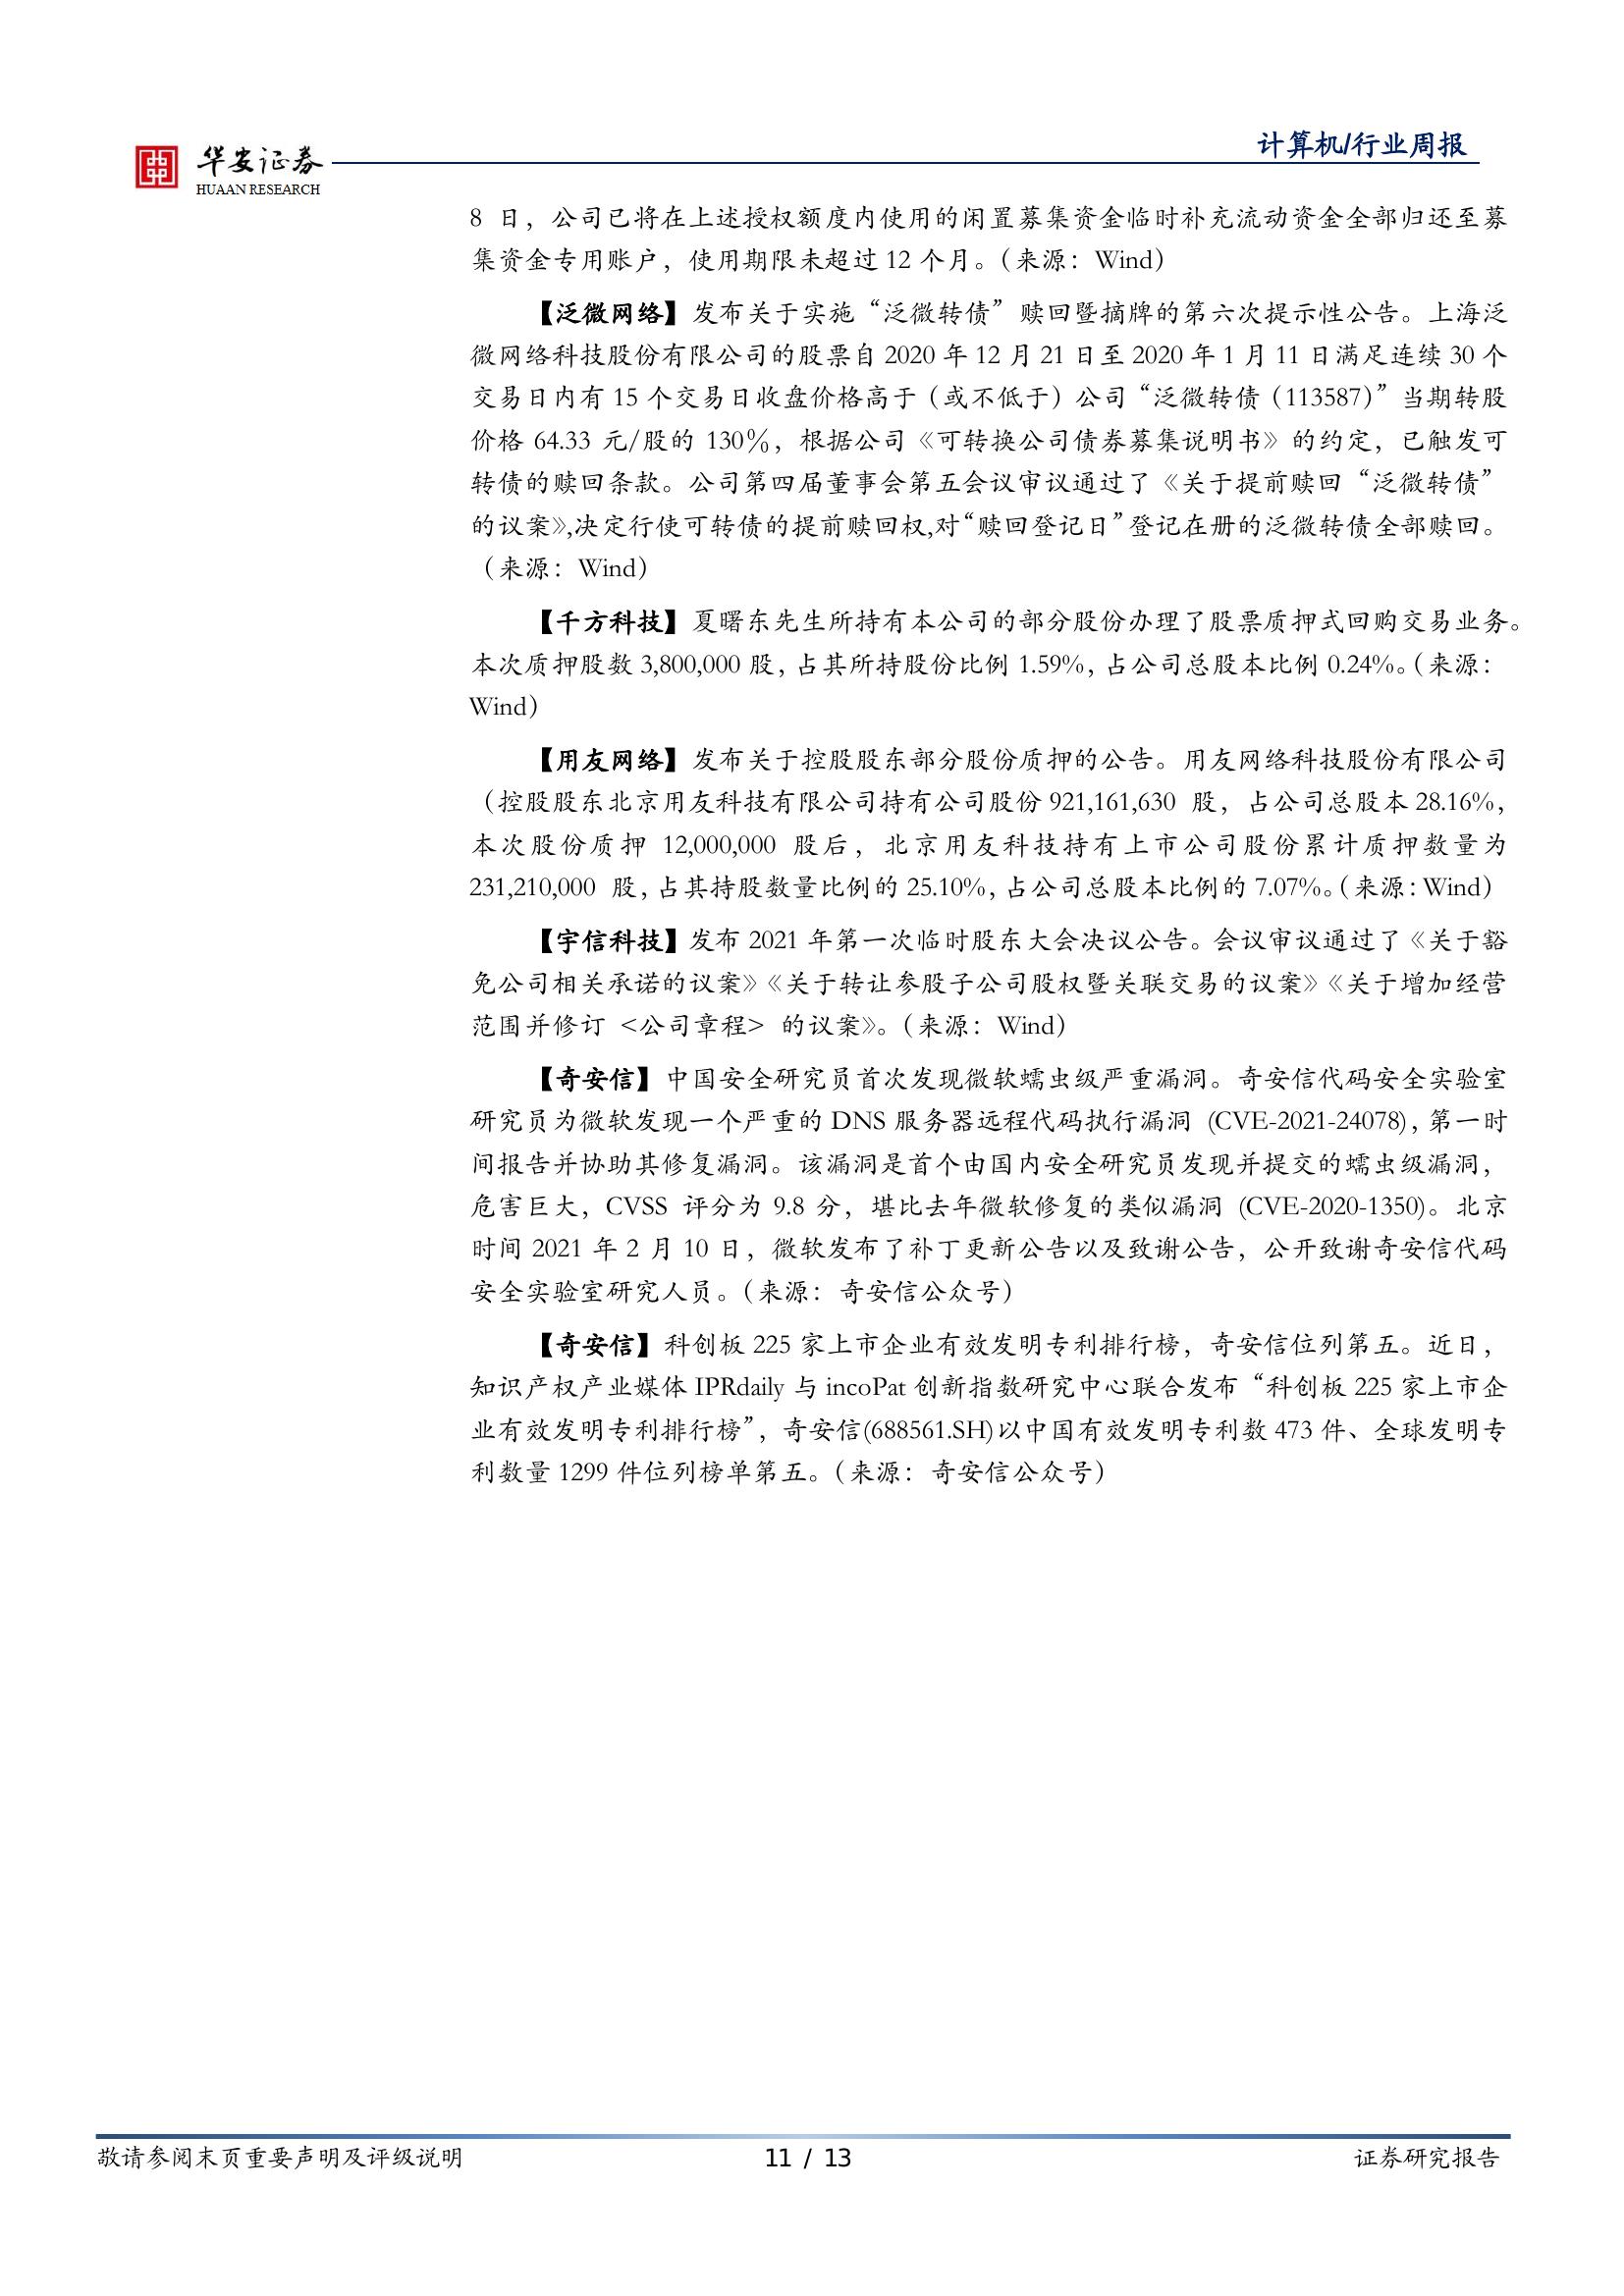 华安证券
HUAAN RESEARCH
计算机/行业周报
8 日，公司已将在上述授权额度内使用的闲置募集资金临时补充流动资金全部归还至募
集资金专用账户，使用期限未超过 12 个月。（来源：Wind）
【泛微网络】发布关于实施“泛微转债”赎回暨摘牌的第六次提示性公告。上海泛
微网络科技股份有限公司的股票自 2020 年 12 月 21 日至 2020 年 1 月 11 日满足连续 30 个
交易日内有 15 个交易日收盘价格高于（或不低于）公司“泛微转债（113587）”当期转股
价格 64.33 元/股的 130％，根据公司《可转换公司债券募集说明书》的约定，已触发可
转债的赎回条款。公司第四届董事会第五会议审议通过了《关于提前赎回“泛微转债”
的议案》,决定行使可转债的提前赎回权,对“赎回登记日”登记在册的泛微转债全部赎回。
（来源：Wind）
【千方科技】夏曙东先生所持有本公司的部分股份办理了股票质押式回购交易业务。
本次质押股数 3,800,000 股，占其所持股份比例 1.59%，占公司总股本比例 0.24%。（来源：
Wind）
【用友网络】发布关于控股股东部分股份质押的公告。用友网络科技股份有限公司
（控股股东北京用友科技有限公司持有公司股份 921,161,630 股，占公司总股本 28.16%，
本次股份质押 12,000,000 股后，北京用友科技持有上市公司股份累计质押数量为
231,210,000 股，占其持股数量比例的 25.10%，占公司总股本比例的 7.07%。（来源：Wind）
【宇信科技】发布 2021 年第一次临时股东大会决议公告。会议审议通过了《关于豁
免公司相关承诺的议案》《关于转让参股子公司股权暨关联交易的议案》《关于增加经营
范围并修订 <公司章程> 的议案》。（来源：Wind）
【奇安信】中国安全研究员首次发现微软蠕虫级严重漏洞。奇安信代码安全实验室
研究员为微软发现一个严重的 DNS 服务器远程代码执行漏洞 (CVE-2021-24078)，第一时
间报告并协助其修复漏洞。该漏洞是首个由国内安全研究员发现并提交的蠕虫级漏洞，
危害巨大，CVSS 评分为 9.8 分，堪比去年微软修复的类似漏洞 (CVE-2020-1350)。北京
时间 2021 年 2 月 10 日，微软发布了补丁更新公告以及致谢公告，公开致谢奇安信代码
安全实验室研究人员。（来源：奇安信公众号）
【奇安信】科创板 225 家上市企业有效发明专利排行榜，奇安信位列第五。近日，
知识产权产业媒体 IPRdaily 与 incoPat 创新指数研究中心联合发布“科创板 225 家上市企
业有效发明专利排行榜”，奇安信(688561.SH)以中国有效发明专利数 473 件、全球发明专
利数量 1299 件位列榜单第五。（来源：奇安信公众号）
敬请参阅末页重要声明及评级说明
11 / 13
证券研究报告